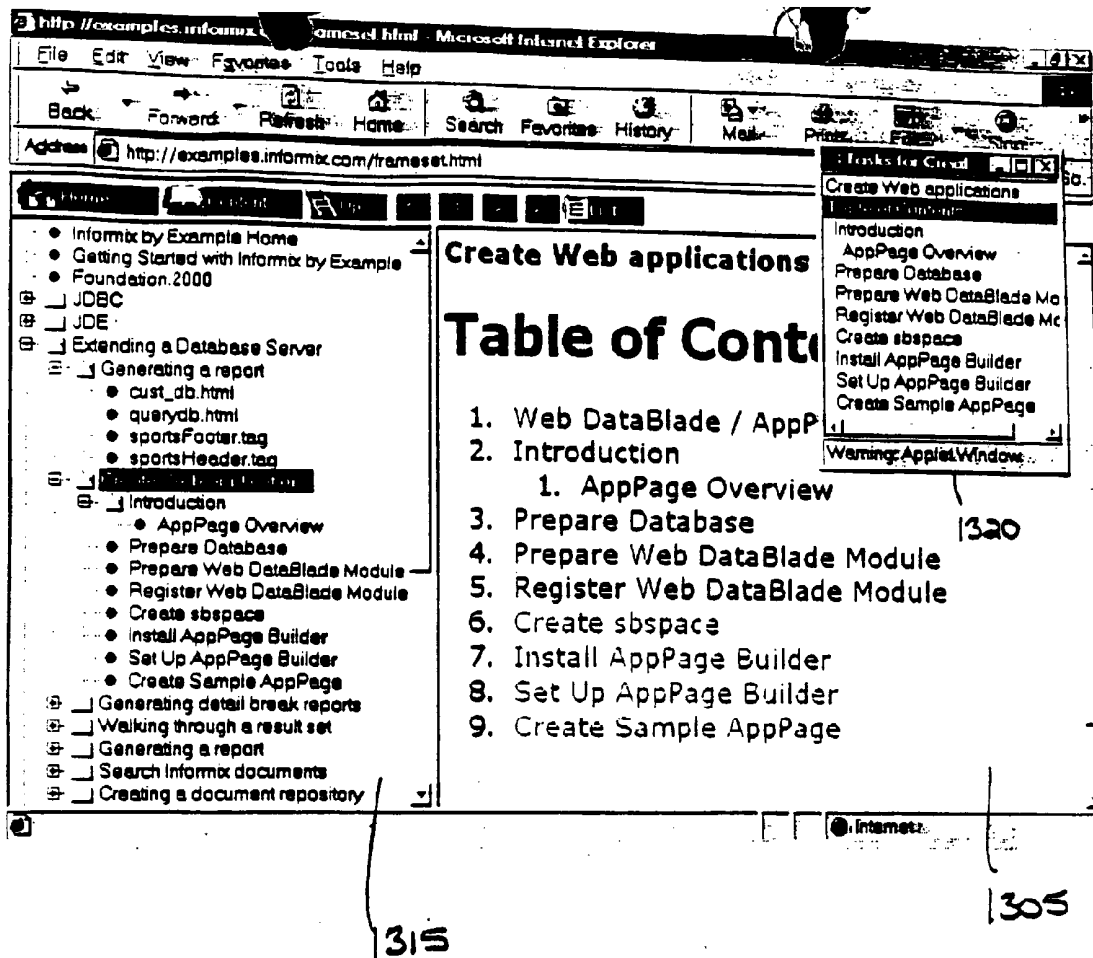 http //examples.informix ameset html - Microsoft Internet Explorer
File Edit View Favorites Tools Help
Back Forward Refresh Home Search Favorites History Mail Print
Address http://examples.informix.com/frameset.html
Home Content Up
Informix by Example Home
Getting Started with Informix by Example
Foundation.2000
JDBC
JDE
Extending a Database Server
Generating a report
cust_db.html
querydb.html
sportsFooter.tag
sportsHeader.tag
Introduction
AppPage Overview
Prepare Database
Prepare Web DataBlade Module
Register Web DataBlade Module
Create sbspace
Install AppPage Builder
Set Up AppPage Builder
Create Sample AppPage
Generating detail break reports
Walking through a result set
Generating a report
Search Informix documents
Creating a document repository
Create Web applications
Table of Conte
1. Web DataBlade / AppP
2. Introduction
1. AppPage Overview
3. Prepare Database
4. Prepare Web DataBlade Module
5. Register Web DataBlade Module
6. Create sbspace
7. Install AppPage Builder
8. Set Up AppPage Builder
9. Create Sample AppPage
Tasks for Creat
Create Web applications
Table of Contents
Introduction
AppPage Overview
Prepare Database
Prepare Web DataBlade Mo
Register Web DataBlade Mc
Create sbspace
Install AppPage Builder
Set Up AppPage Builder
Create Sample AppPage
Warning: Applet Window
Internet
1320
1305
1315